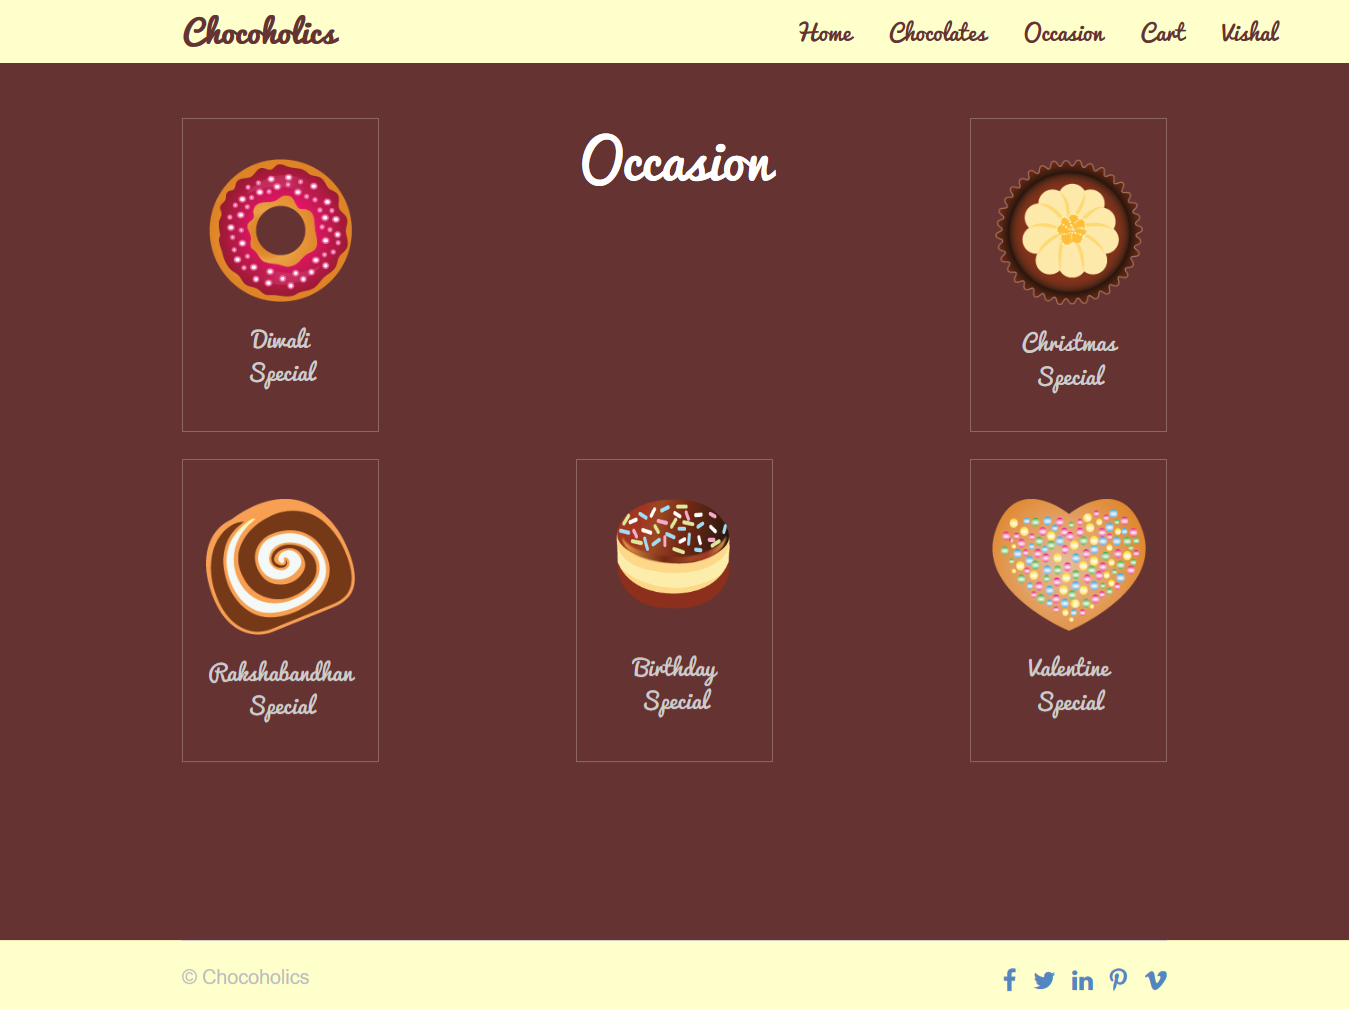 Chocoholics
Home Chocolates Occasion Cart Vishal
Occasion
Diwali
Special
Christmas
Special
Rakshabandhan
Special
Birthday
Special
Valentine
Special
© Chocoholics